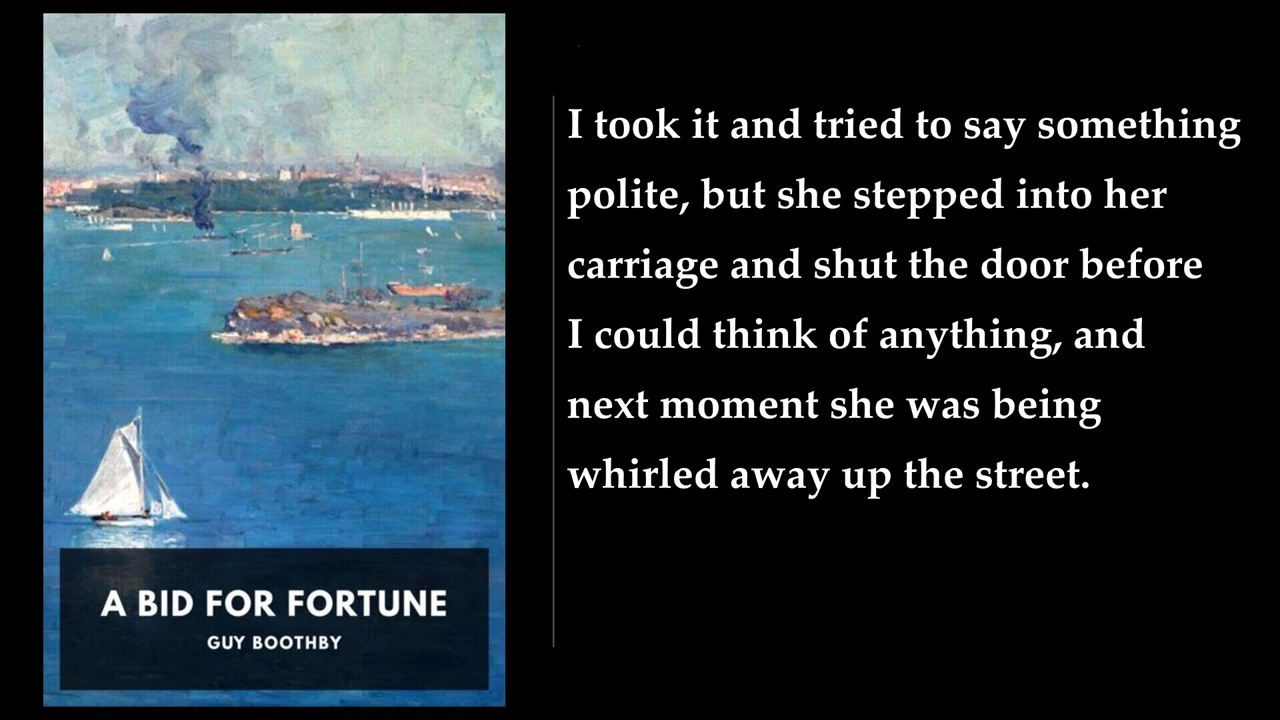 A BID FOR FORTUNE
GUY BOOTHBY
I took it and tried to say something
polite, but she stepped into her
carriage and shut the door before
I could think of anything, and
next moment she was being
whirled away up the street.